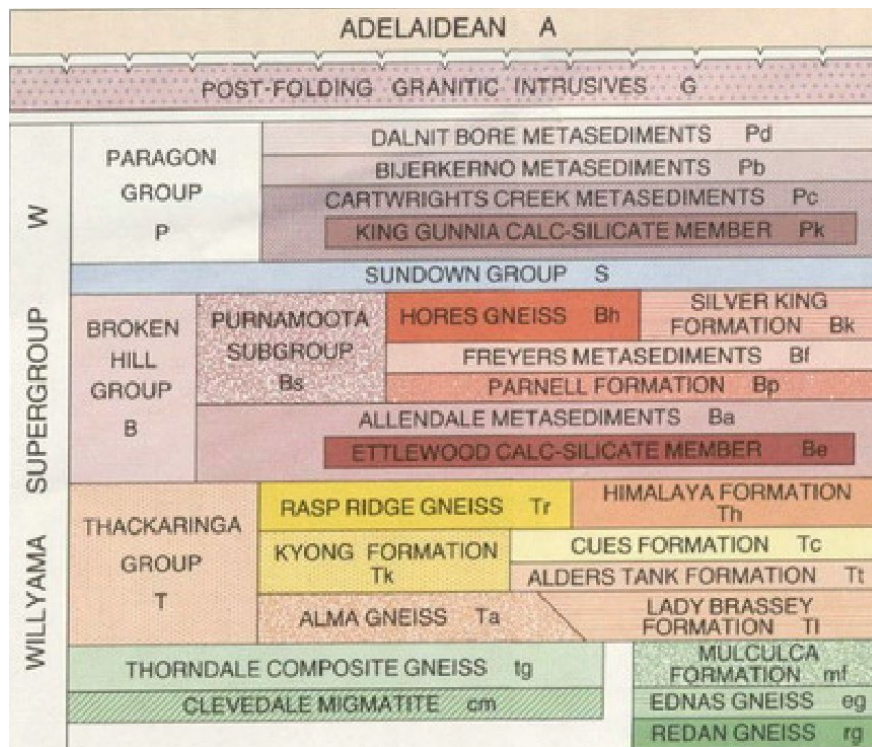 ADELAIDEAN A
POST-FOLDING GRANITIC INTRUSIVES G
WILLYAMA SUPERGROUP W
PARAGON
GROUP
P
DALNIT BORE METASEDIMENTS Pd
BIJERKERNO METASEDIMENTS Pb
CARTWRIGHTS CREEK METASEDIMENTS Pc
KING GUNNIA CALC-SILICATE MEMBER Pk
SUNDOWN GROUP S
BROKEN
HILL
GROUP
B
PURNAMOOTA
SUBGROUP
Bs
HORES GNEISS Bh
SILVER KING
FORMATION Bk
FREYERS METASEDIMENTS Bf
PARNELL FORMATION Bp
ALLENDALE METASEDIMENTS Ba
ETTLEWOOD CALC-SILICATE MEMBER Be
THACKARINGA
GROUP
T
RASP RIDGE GNEISS Tr
HIMALAYA FORMATION
Th
KYONG FORMATION
Tk
CUES FORMATION Tc
ALDERS TANK FORMATION Tt
ALMA GNEISS Ta
LADY BRASSEY
FORMATION Tl
THORNDALE COMPOSITE GNEISS tg
CLEVEDALE MIGMATITE cm
MULCULCA
FORMATION mf
EDNAS GNEISS eg
REDAN GNEISS rg